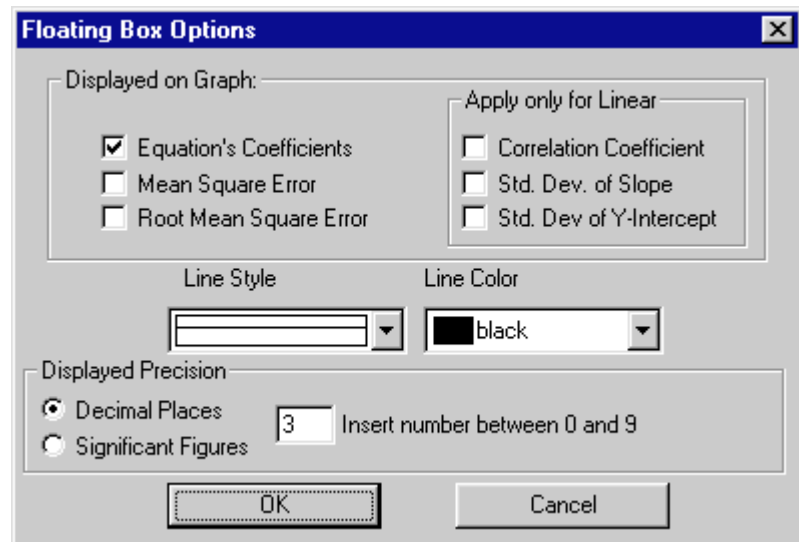 Floating Box Options
Displayed on Graph:
Apply only for Linear
Equation's Coefficients
Correlation Coefficient
Mean Square Error
Std. Dev. of Slope
Root Mean Square Error
Std. Dev of Y-Intercept
Line Style
Line Color
black
Displayed Precision
Decimal Places
3 Insert number between 0 and 9
Significant Figures
OK
Cancel